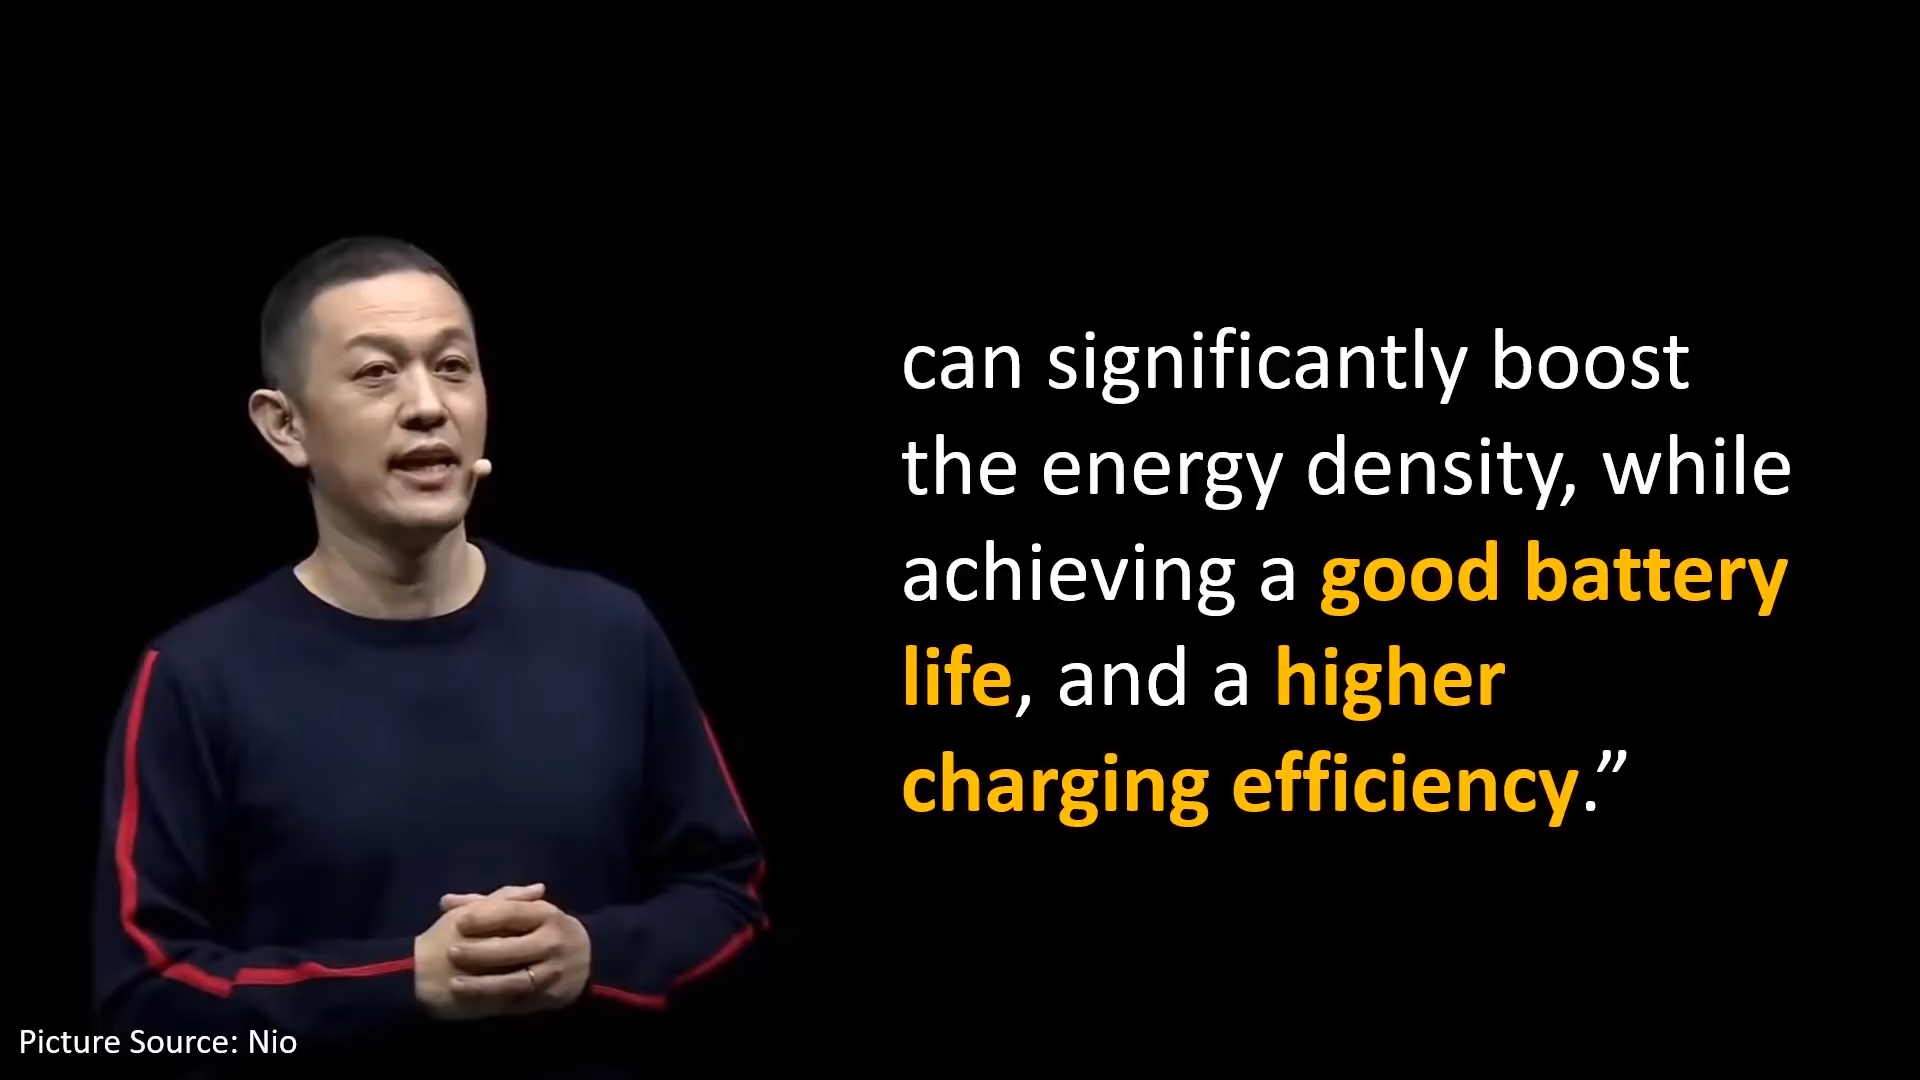 can significantly boost
the energy density, while
achieving a good battery
life, and a higher
charging efficiency.”
Picture Source: Nio